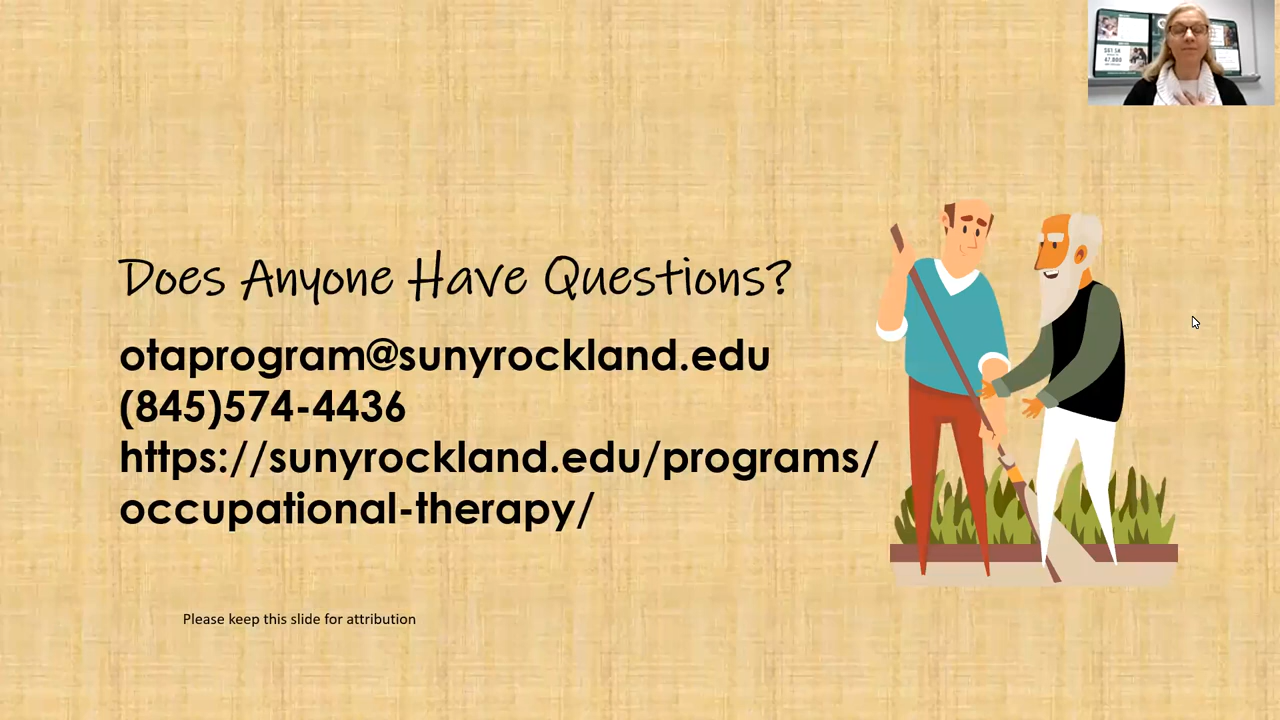 Does Anyone Have Questions?
otaprogram@sunyrockland.edu
(845)574-4436
https://sunyrockland.edu/programs/
occupational-therapy/
Please keep this slide for attribution